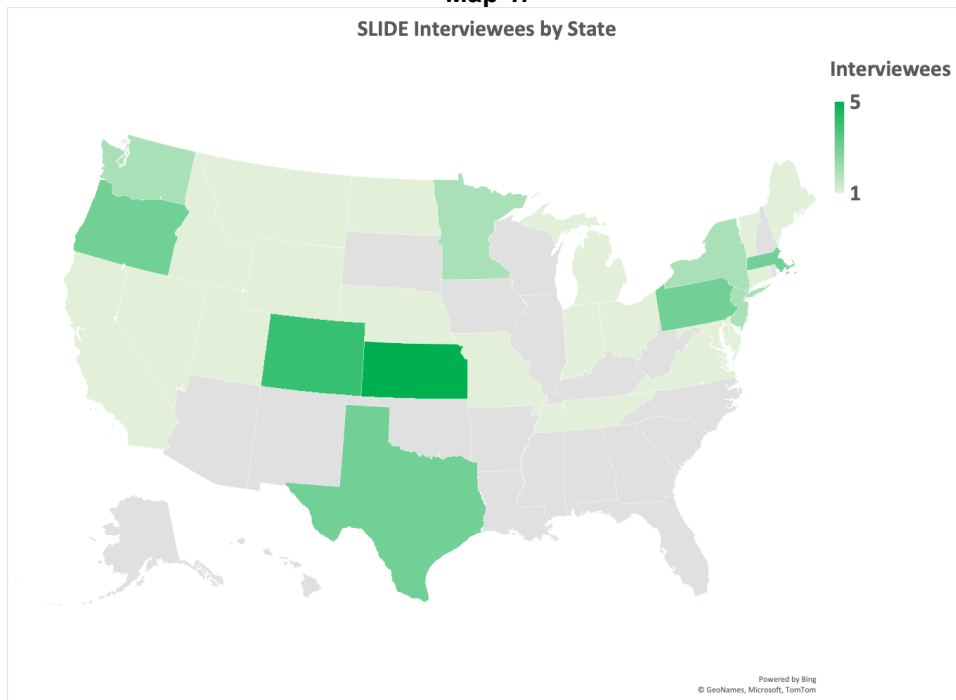 SLIDE Interviewees by State
Interviewees
5
1
Powered by Bing
© GeoNames, Microsoft, TomTom